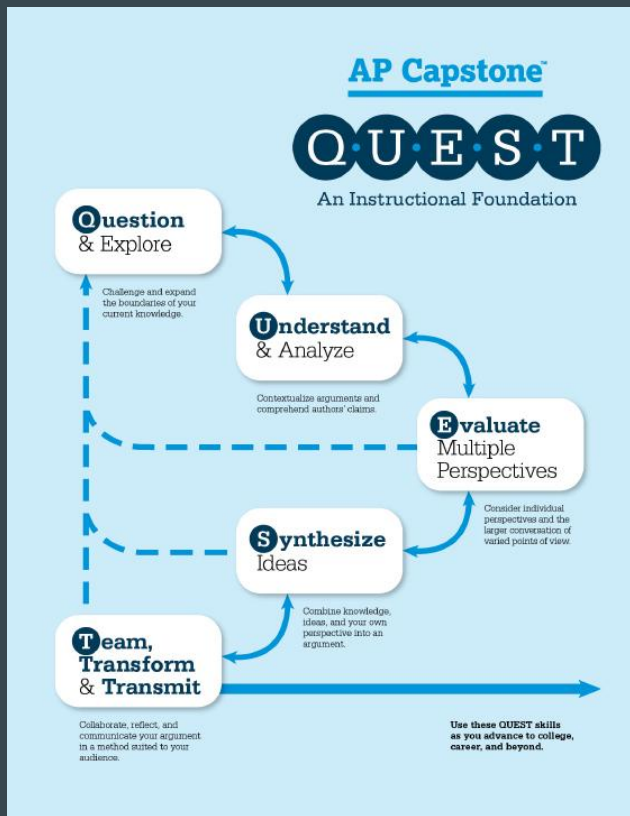 AP Capstone™
Q·U·E·S·T
An Instructional Foundation
Question
& Explore
Challenge and expand
the boundaries of your
current knowledge.
Understand
& Analyze
Contextualize arguments and
comprehend authors' claims.
Evaluate
Multiple
Perspectives
Consider individual
perspectives and the
larger conversation of
varied points of view.
Synthesize
Ideas
Combine knowledge,
ideas, and your own
perspective into an
argument.
Team,
Transform
& Transmit
Collaborate, reflect, and
communicate your argument
in a method suited to your
audience.
Use these QUEST skills
as you advance to college,
career, and beyond.